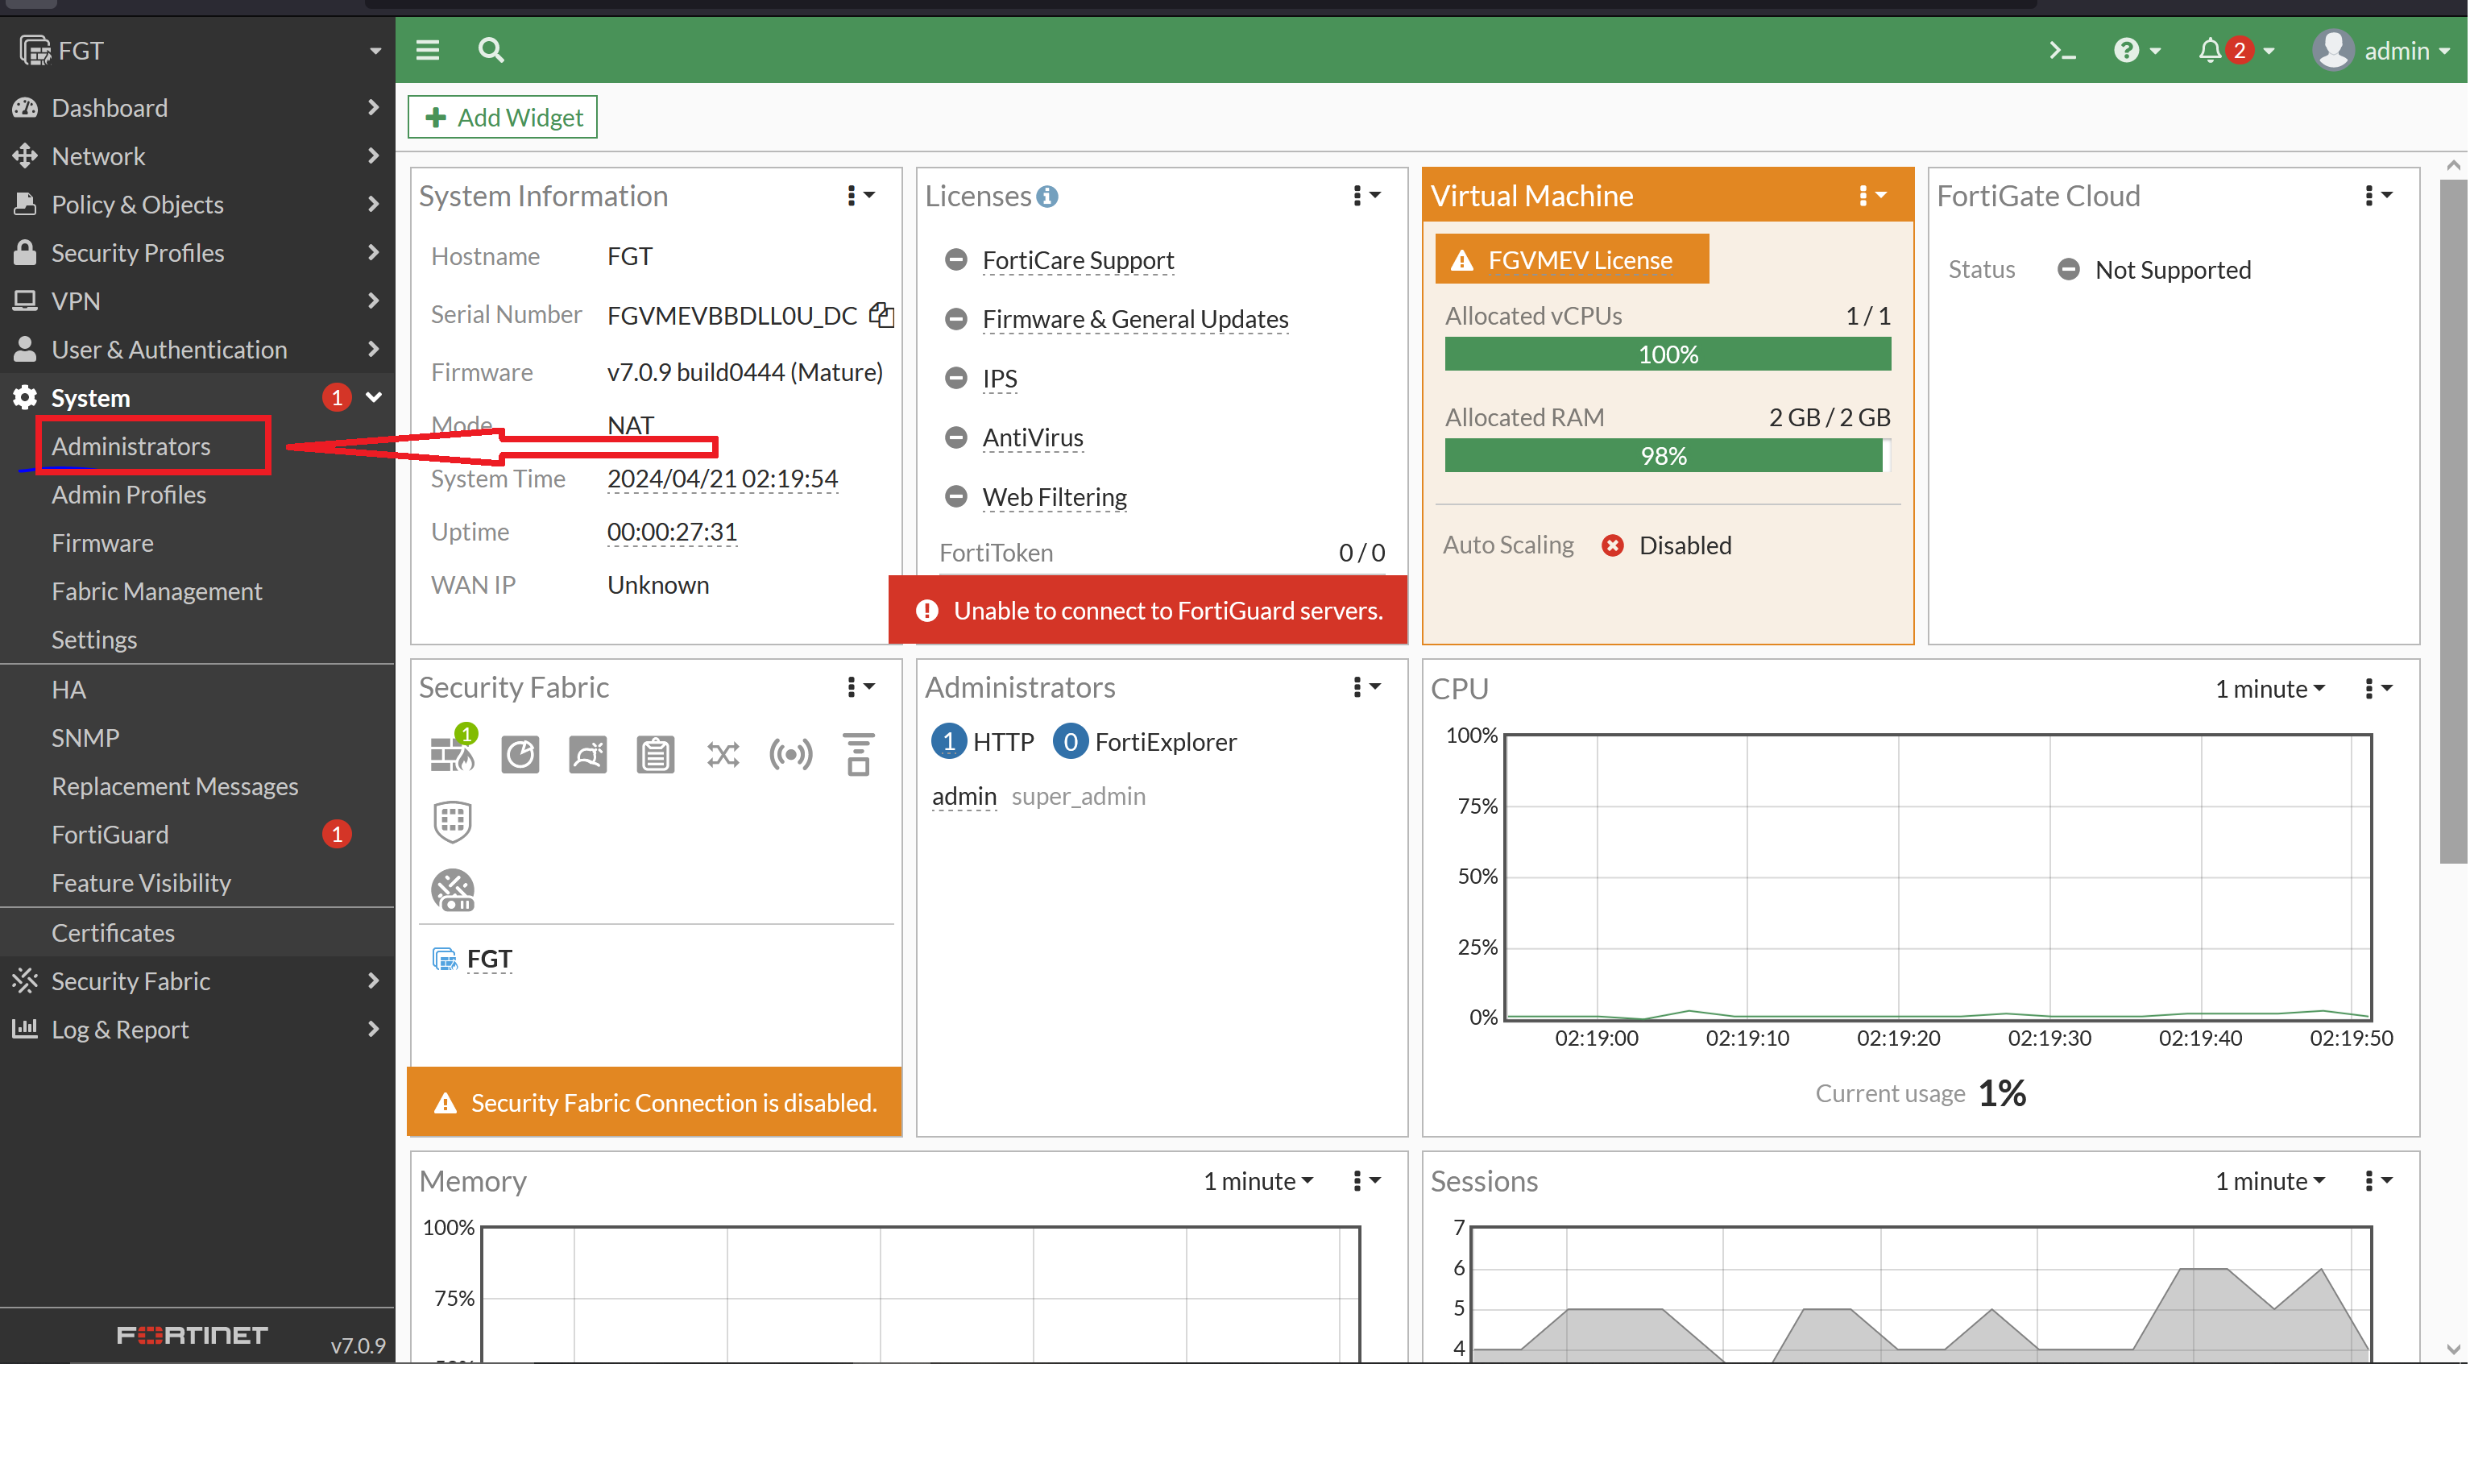 FGT
Dashboard
Network
Policy & Objects
Security Profiles
VPN
User & Authentication
System 1
Administrators
Admin Profiles
Firmware
Fabric Management
Settings
HA
SNMP
Replacement Messages
FortiGuard 1
Feature Visibility
Certificates
Security Fabric
Log & Report
FORTINET
v7.0.9
2 admin
Add Widget
System Information
Hostname FGT
Serial Number FGVMEVBBDLL0U_DC
Firmware v7.0.9 build0444 (Mature)
Mode NAT
System Time 2024/04/21 02:19:54
Uptime 00:00:27:31
WAN IP Unknown
Licenses
FortiCare Support
Firmware & General Updates
IPS
AntiVirus
Web Filtering
FortiToken 0 / 0
Unable to connect to FortiGuard servers.
Virtual Machine
FGVMEV License
Allocated vCPUs 1 / 1
100%
Allocated RAM 2 GB / 2 GB
98%
Auto Scaling Disabled
FortiGate Cloud
Status Not Supported
Security Fabric
1
FGT
Security Fabric Connection is disabled.
Administrators
1 HTTP 0 FortiExplorer
admin super_admin
CPU 1 minute
100%
75%
50%
25%
0%
02:19:00 02:19:10 02:19:20 02:19:30 02:19:40 02:19:50
Current usage 1%
Memory 1 minute
100%
75%
Sessions 1 minute
7
6
5
4